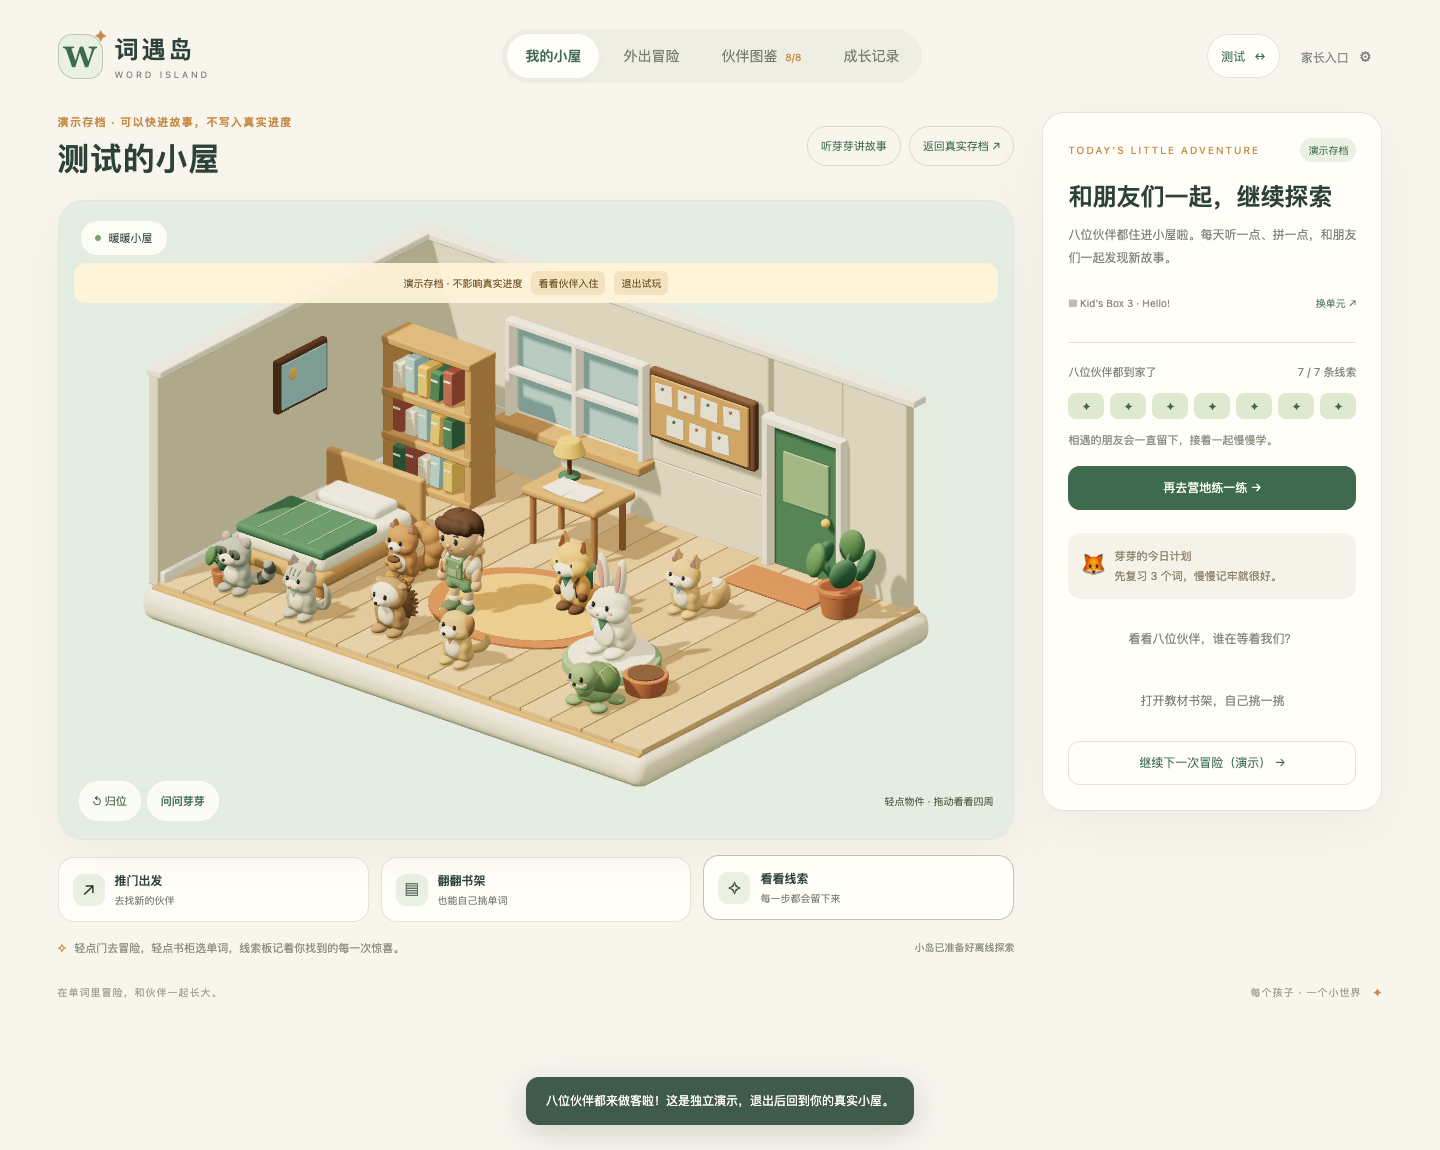 W
词遇岛
WORD ISLAND
我的小屋
外出冒险
伙伴图鉴 8/8
成长记录
测试 ↔
家长入口 ⚙
演示存档 · 可以快进故事，不写入真实进度
测试的小屋
听芽芽讲故事
返回真实存档 ↗
暖暖小屋
演示存档 · 不影响真实进度
看看伙伴入住
退出试玩
↺ 归位
问问芽芽
轻点物件 · 拖动看看四周
推门出发
去找新的伙伴
翻翻书架
也能自己挑单词
看看线索
每一步都会留下来
轻点门去冒险，轻点书柜选单词，线索板记着你找到的每一次惊喜。
小岛已准备好离线探索
TODAY'S LITTLE ADVENTURE
演示存档
和朋友们一起，继续探索
八位伙伴都住进小屋啦。每天听一点、拼一点，和朋友
们一起发现新故事。
▤ Kid's Box 3 · Hello!
换单元 ↗
八位伙伴都到家了
7 / 7 条线索
相遇的朋友会一直留下，接着一起慢慢学。
再去营地练一练 →
芽芽的今日计划
先复习 3 个词，慢慢记牢就很好。
看看八位伙伴，谁在等着我们？
打开教材书架，自己挑一挑
继续下一次冒险（演示） →
在单词里冒险，和伙伴一起长大。
每个孩子 · 一个小世界
八位伙伴都来做客啦！这是独立演示，退出后回到你的真实小屋。